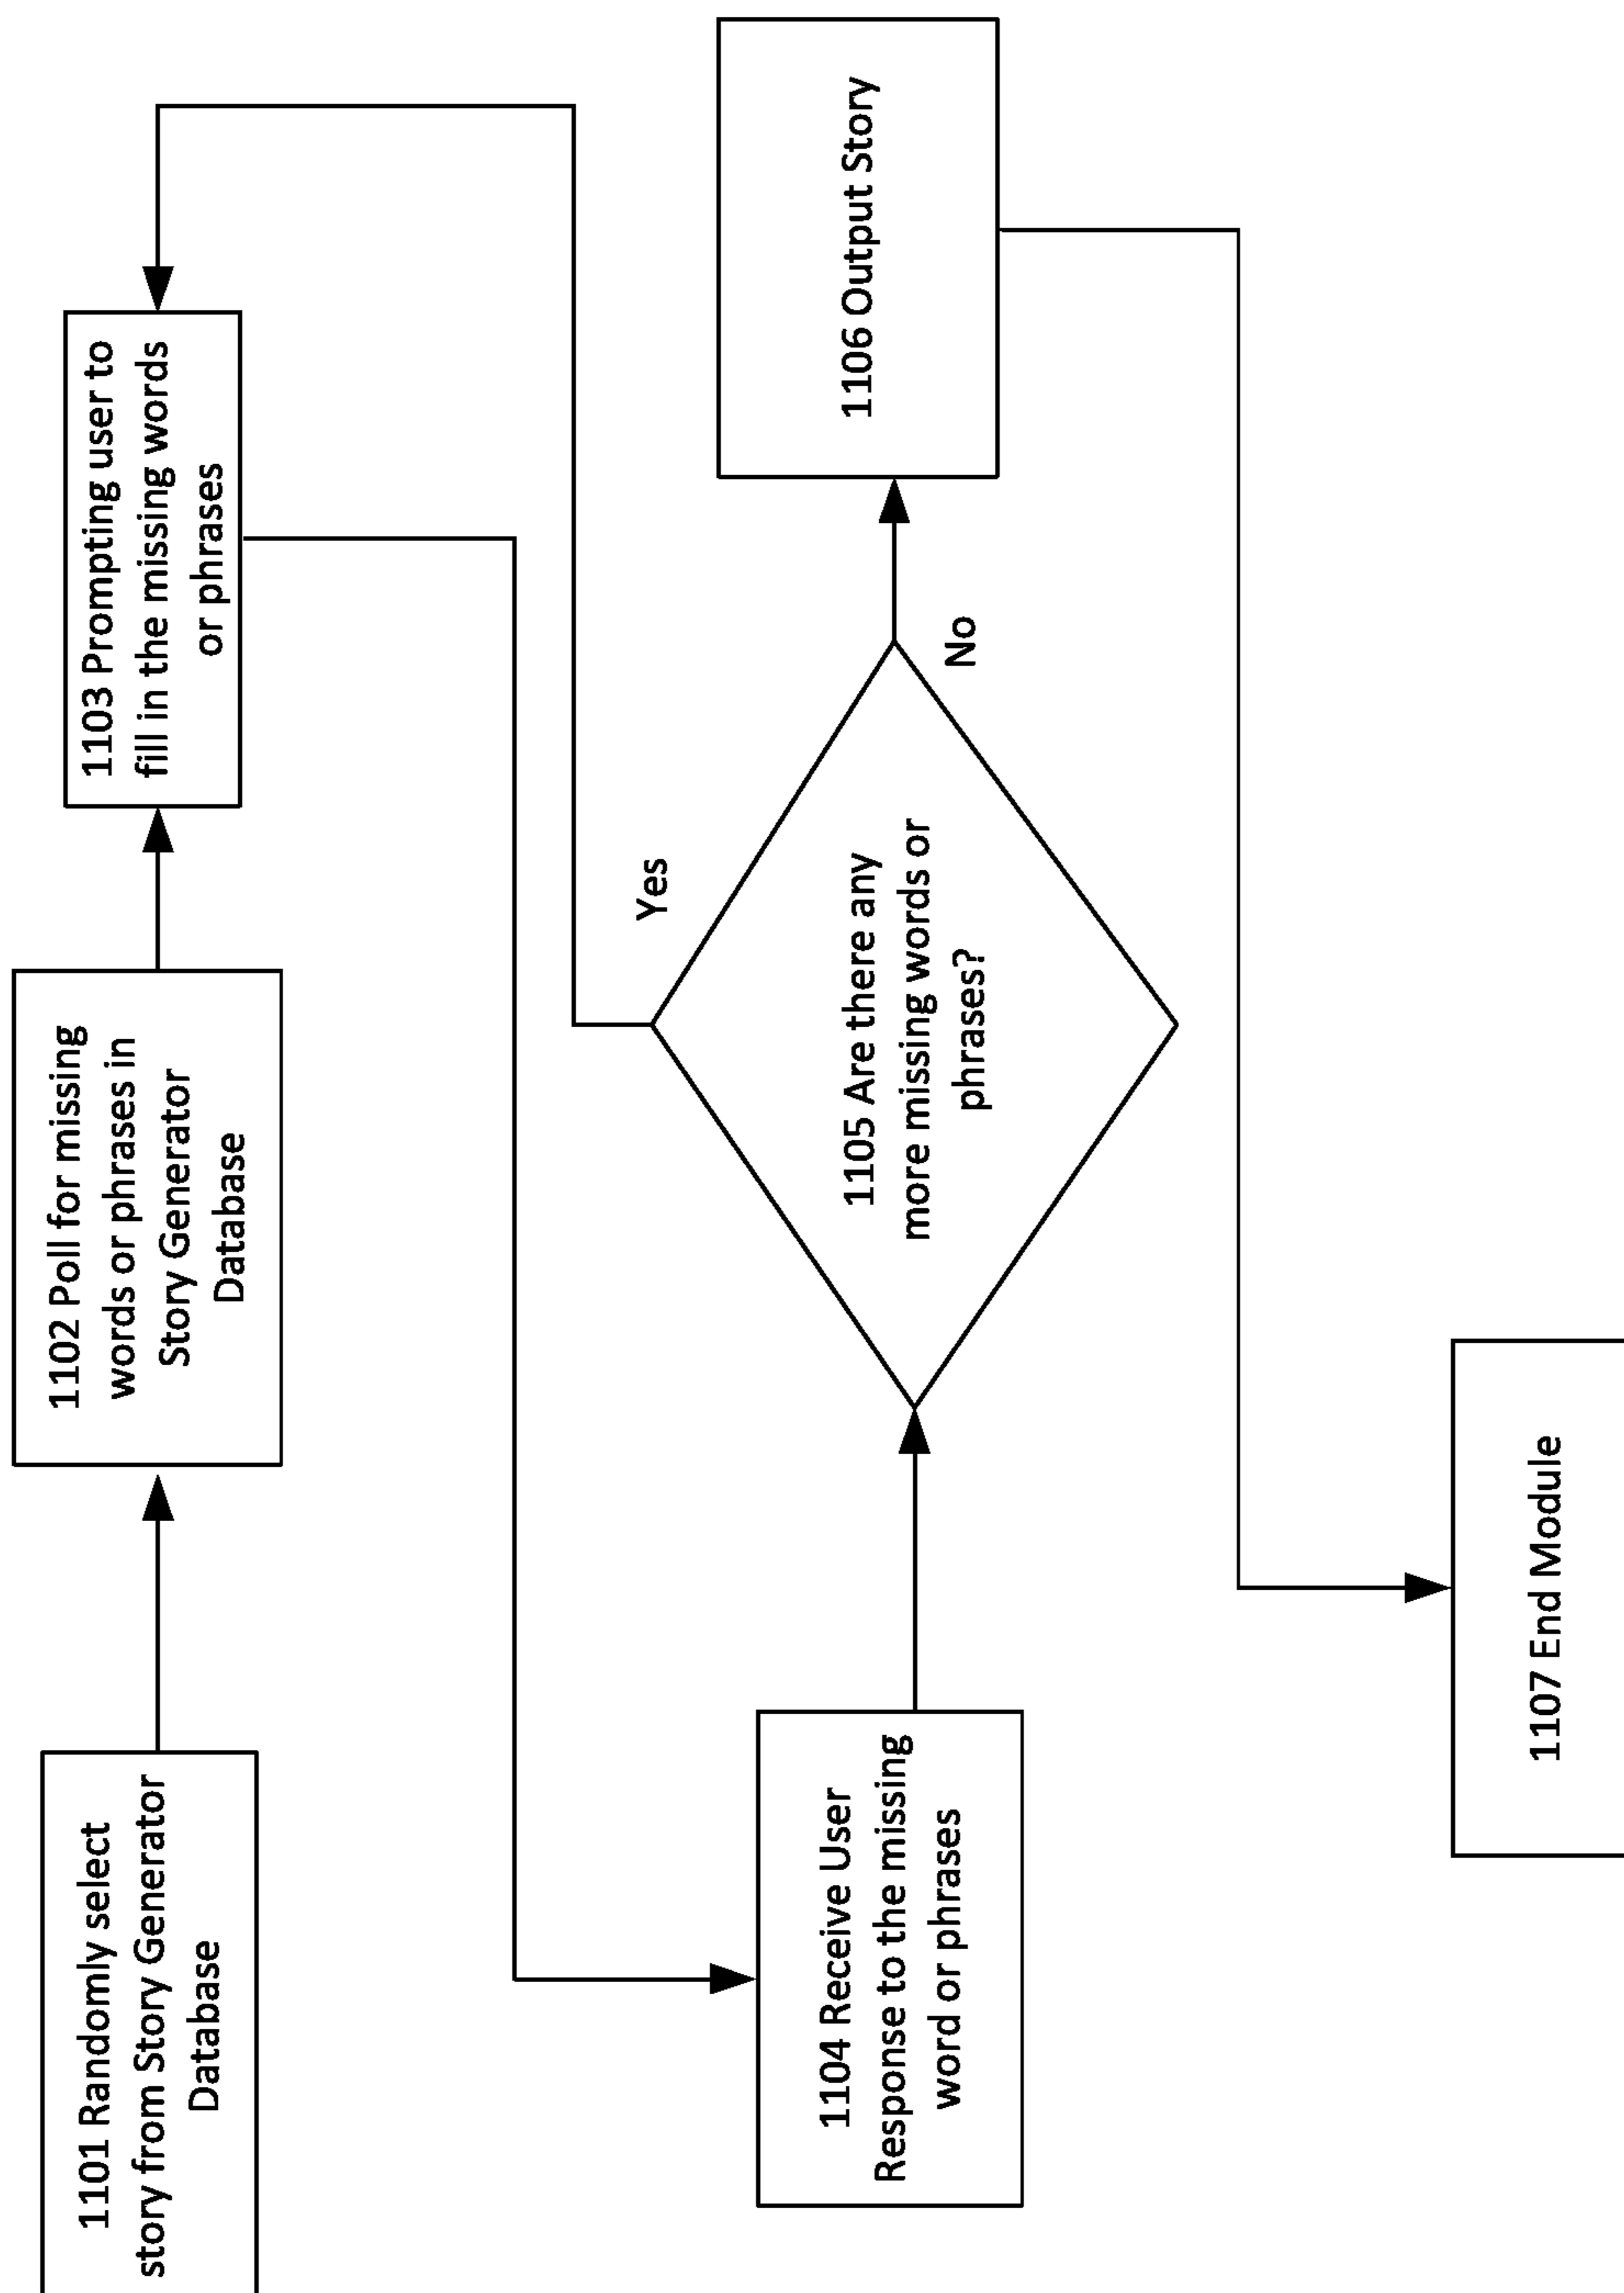 1101 Randomly select
story from Story Generator
Database
1102 Poll for missing
words or phrases in
Story Generator
Database
1103 Prompting user to
fill in the missing words
or phrases
1104 Receive User
Response to the missing
word or phrases
Yes
1105 Are there any
more missing words or
phrases?
No
1106 Output Story
1107 End Module